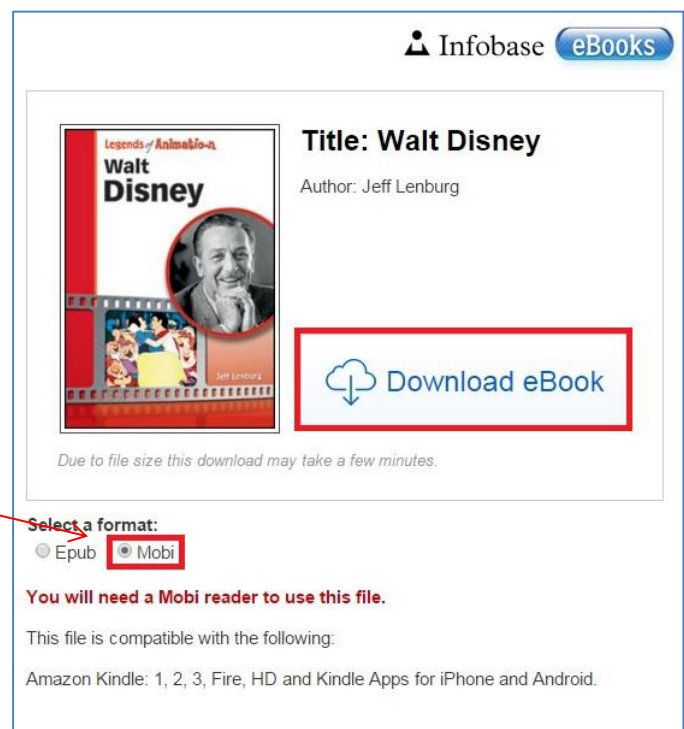 Infobase eBooks
Legends of Animation
Walt
Disney
Jeff Lenburg
Title: Walt Disney
Author: Jeff Lenburg
Download eBook
Due to file size this download may take a few minutes.
Select a format:
Epub Mobi
You will need a Mobi reader to use this file.
This file is compatible with the following:
Amazon Kindle: 1, 2, 3, Fire, HD and Kindle Apps for iPhone and Android.